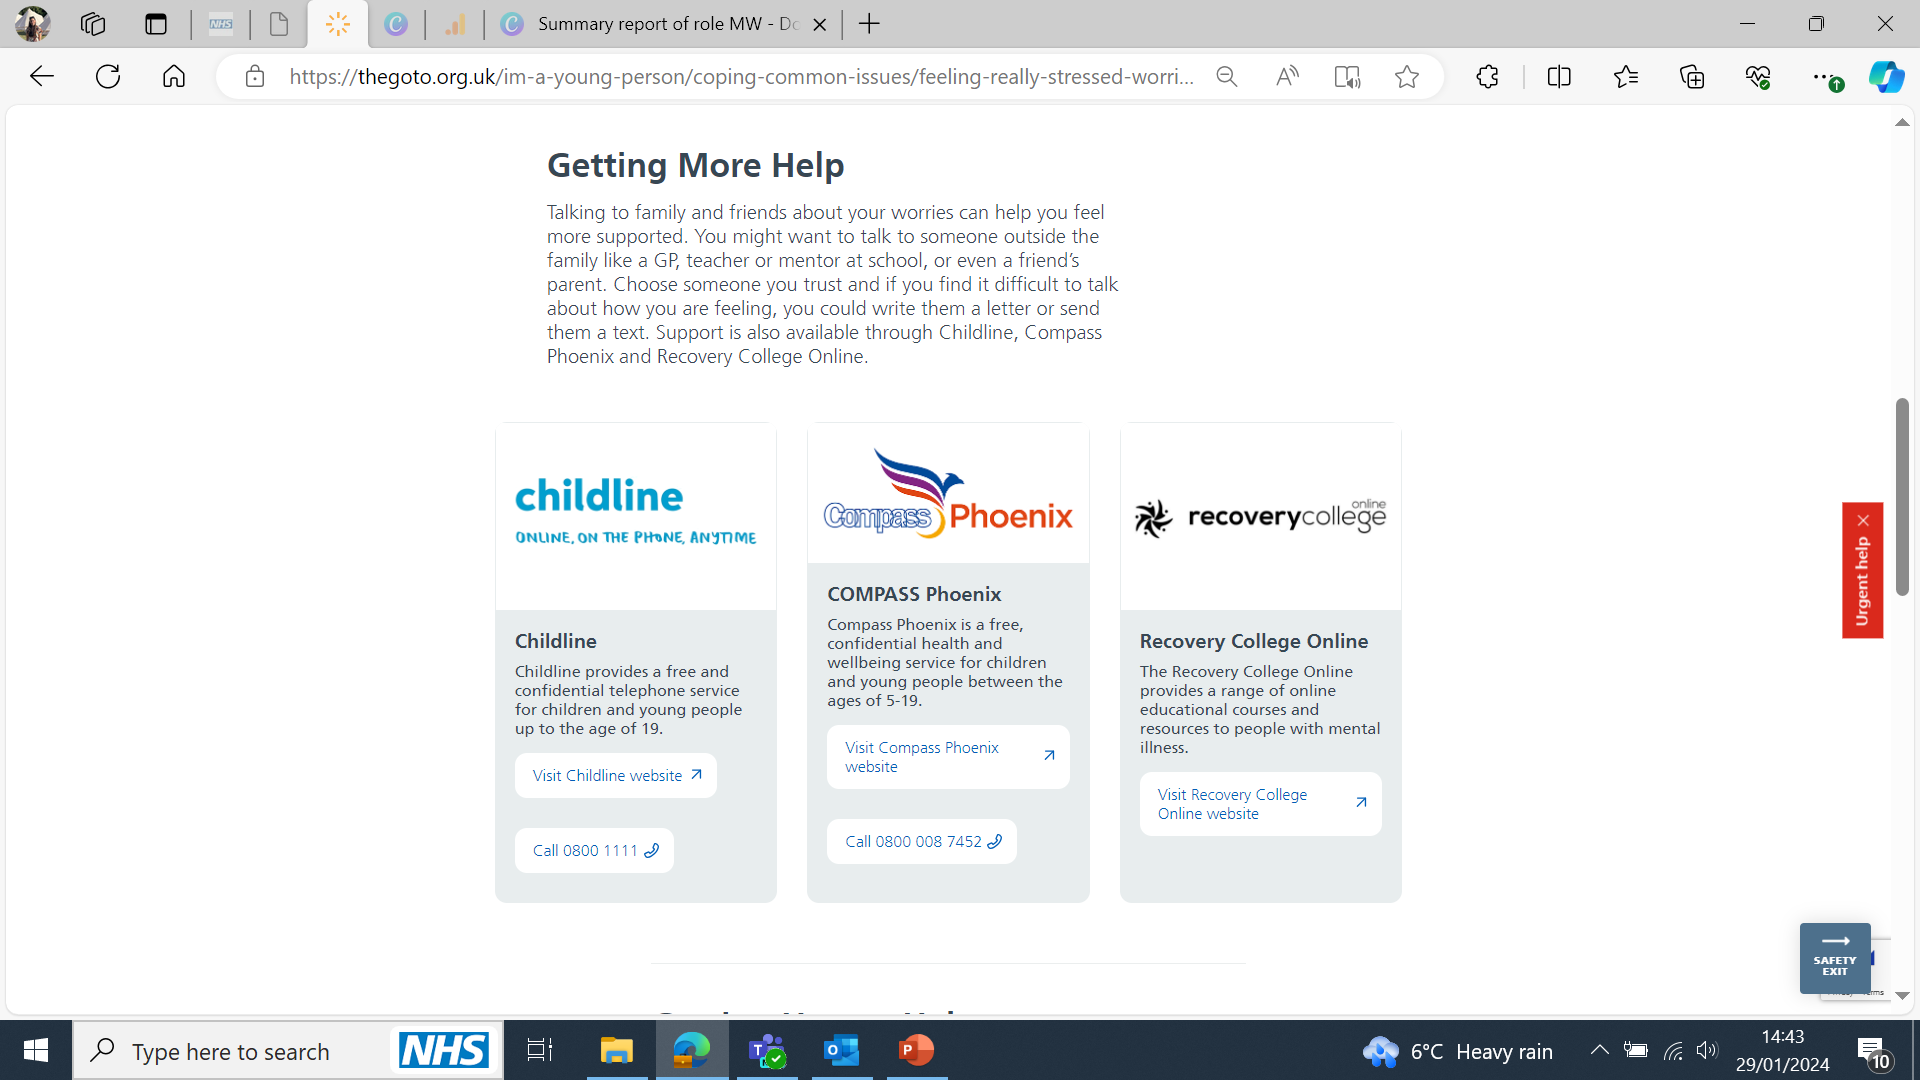 NHS
Summary report of role MW - Do
https://thegoto.org.uk/im-a-young-person/coping-common-issues/feeling-really-stressed-worri...
Getting More Help
Talking to family and friends about your worries can help you feel
more supported. You might want to talk to someone outside the
family like a GP, teacher or mentor at school, or even a friend’s
parent. Choose someone you trust and if you find it difficult to talk
about how you are feeling, you could write them a letter or send
them a text. Support is also available through Childline, Compass
Phoenix and Recovery College Online.
childline
ONLINE, ON THE PHONE, ANYTIME
Childline
Childline provides a free and
confidential telephone service
for children and young people
up to the age of 19.
Visit Childline website
Call 0800 1111
Compass Phoenix
COMPASS Phoenix
Compass Phoenix is a free,
confidential health and
wellbeing service for children
and young people between the
ages of 5-19.
Visit Compass Phoenix
website
Call 0800 008 7452
online
recoverycollege
Recovery College Online
The Recovery College Online
provides a range of online
educational courses and
resources to people with mental
illness.
Visit Recovery College
Online website
Urgent help
SAFETY
EXIT
Type here to search
NHS
6°C Heavy rain
14:43
29/01/2024
10